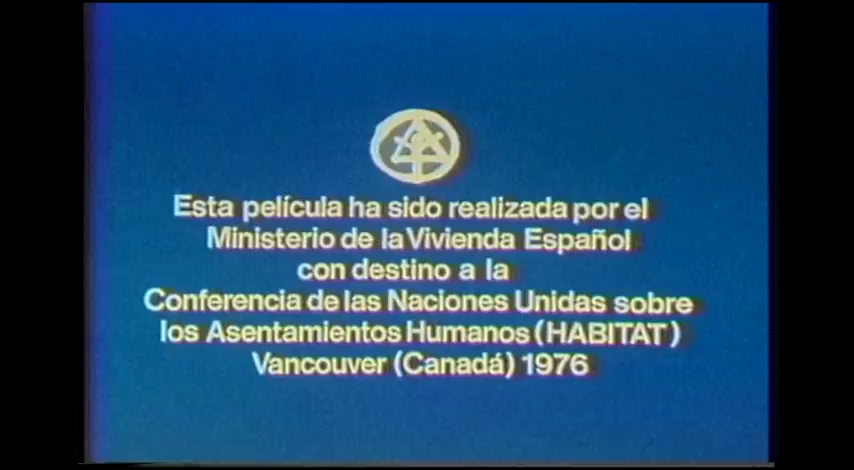 Esta película ha sido realizada por el
Ministerio de la Vivienda Español
con destino a la
Conferencia de las Naciones Unidas sobre
los Asentamientos Humanos (HABITAT)
Vancouver (Canadá) 1976